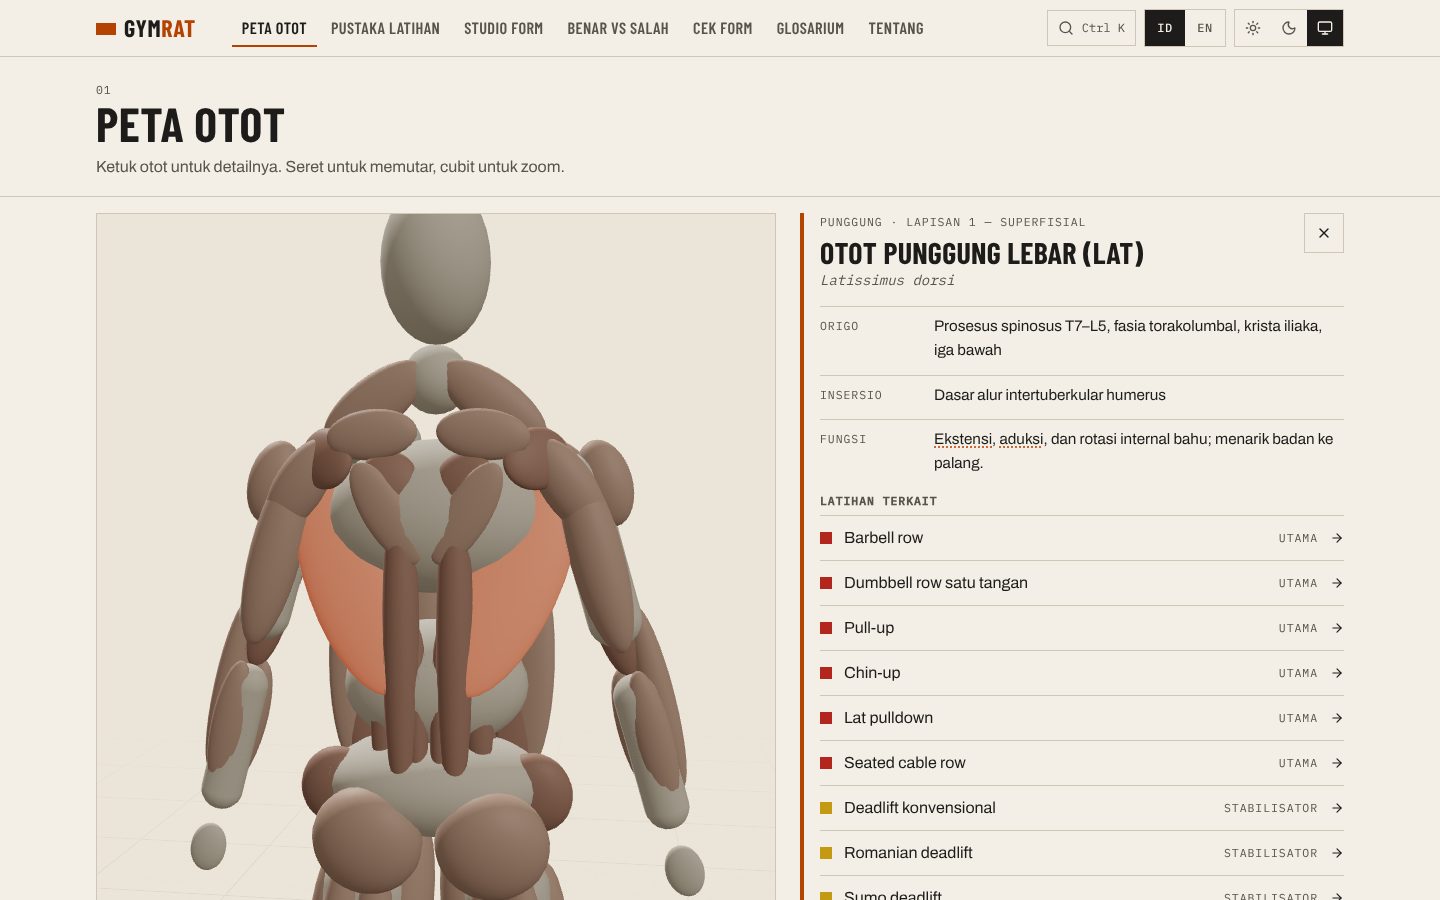 GYMRAT
PETA OTOT
PUSTAKA LATIHAN
STUDIO FORM
BENAR VS SALAH
CEK FORM
GLOSARIUM
TENTANG
Ctrl K
ID
EN
01
PETA OTOT
Ketuk otot untuk detailnya. Seret untuk memutar, cubit untuk zoom.
PUNGGUNG · LAPISAN 1 — SUPERFISIAL
OTOT PUNGGUNG LEBAR (LAT)
Latissimus dorsi
ORIGO
Prosesus spinosus T7–L5, fasia torakolumbal, krista iliaka,
iga bawah
INSERSIO
Dasar alur intertuberkular humerus
FUNGSI
Ekstensi, aduksi, dan rotasi internal bahu; menarik badan ke
palang.
LATIHAN TERKAIT
Barbell row UTAMA
Dumbbell row satu tangan UTAMA
Pull-up UTAMA
Chin-up UTAMA
Lat pulldown UTAMA
Seated cable row UTAMA
Deadlift konvensional STABILISATOR
Romanian deadlift STABILISATOR
Sumo deadlift STABILISATOR